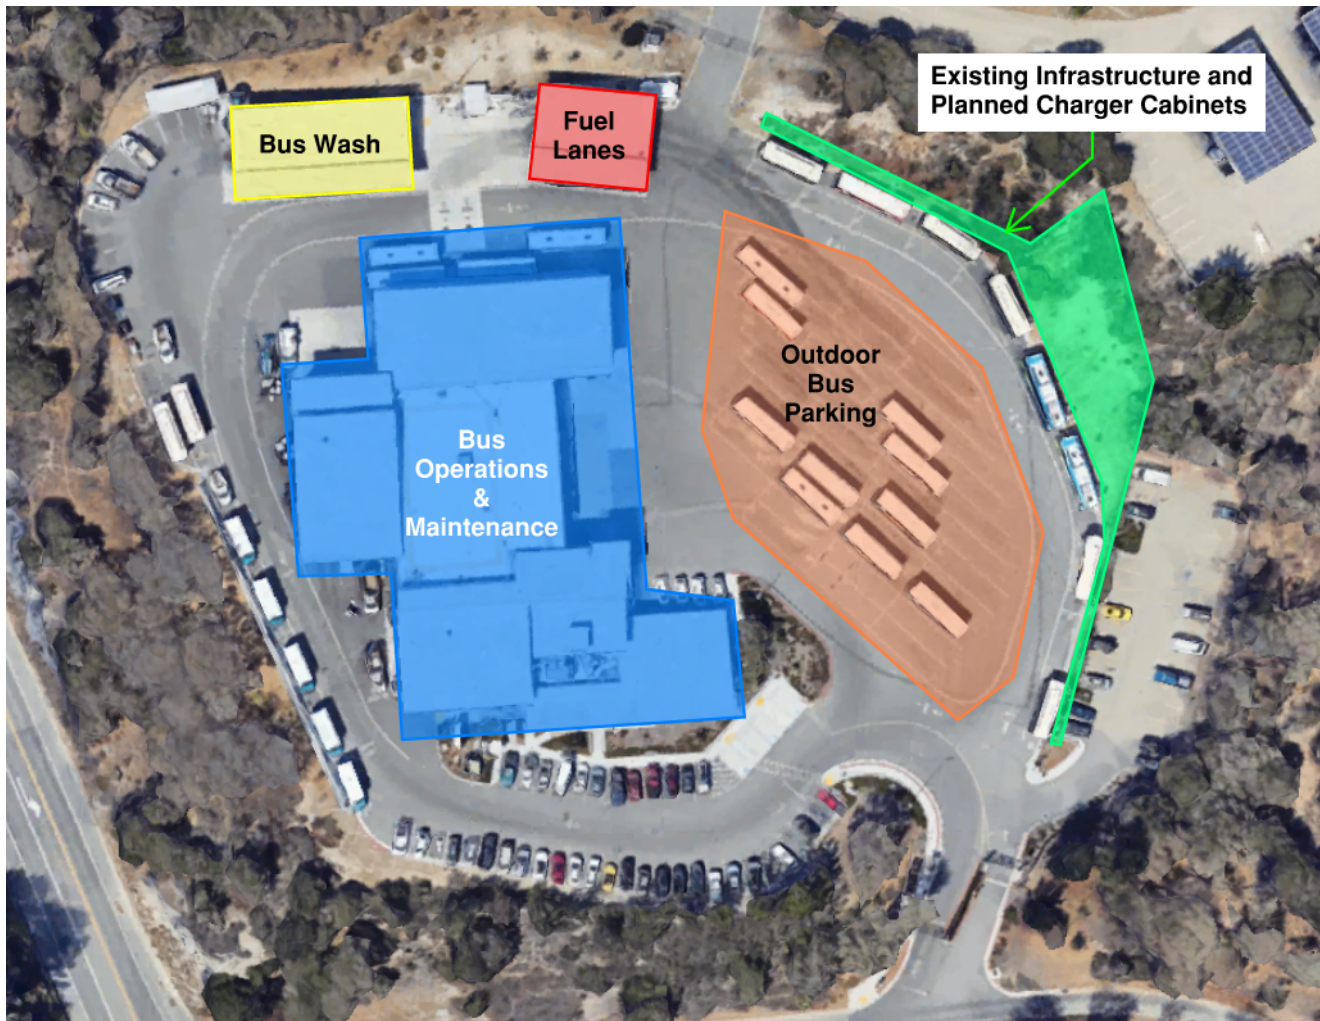 Existing Infrastructure and
Planned Charger Cabinets
Bus Wash
Fuel
Lanes
Outdoor
Bus
Parking
Bus
Operations
&
Maintenance